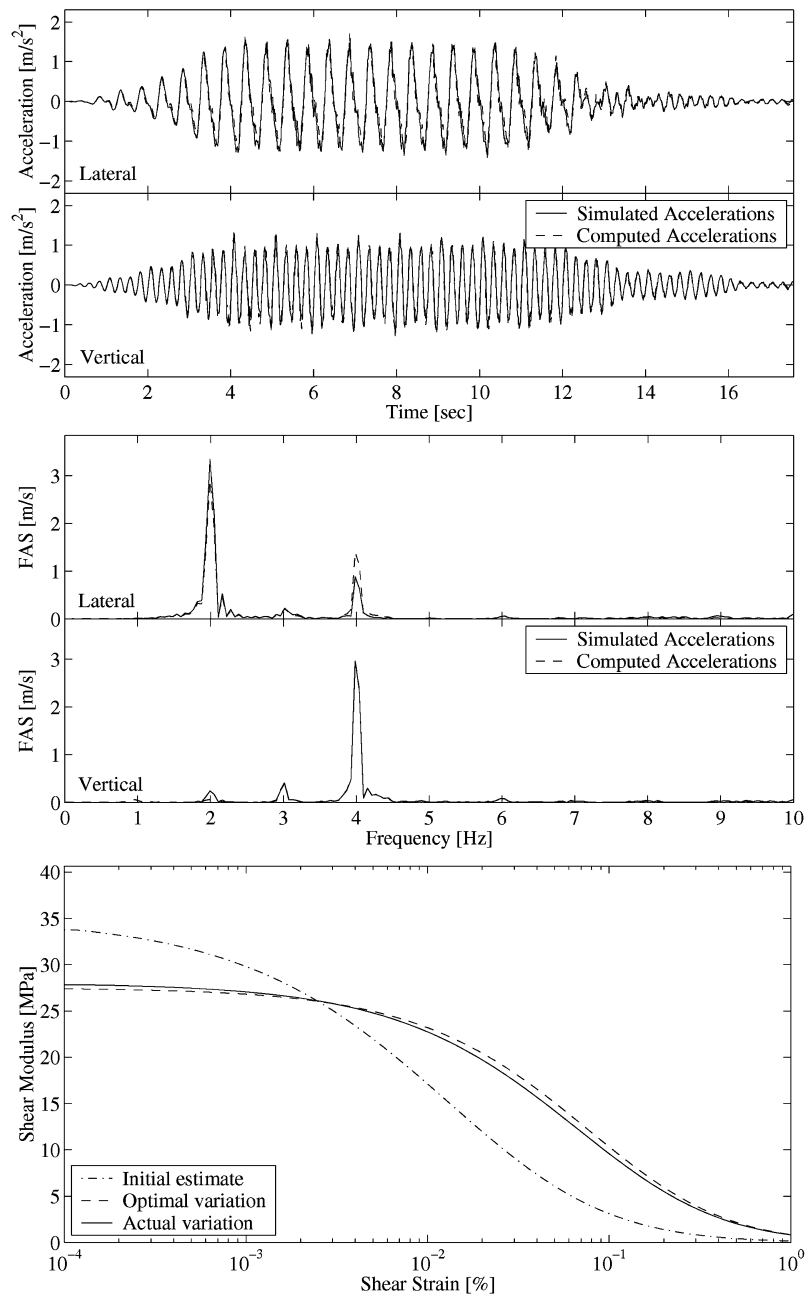 2
1
0
−1
−2
Acceleration [m/s²]
Lateral
2
1
0
−1
−2
Acceleration [m/s²]
Vertical
Simulated Accelerations
Computed Accelerations
0 2 4 6 8 10 12 14 16
Time [sec]
3
2
1
0
FAS [m/s]
Lateral
3
2
1
0
FAS [m/s]
Vertical
Simulated Accelerations
Computed Accelerations
0 1 2 3 4 5 6 7 8 9 10
Frequency [Hz]
40
35
30
25
20
15
10
5
0
Shear Modulus [MPa]
Initial estimate
Optimal variation
Actual variation
10⁻⁴ 10⁻³ 10⁻² 10⁻¹ 10⁰
Shear Strain [%]